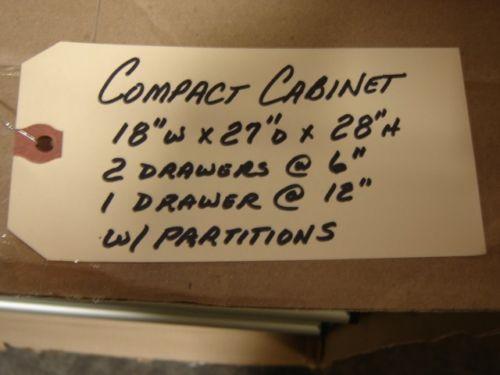 COMPACT CABINET
18"W X 27"D X 28"H
2 DRAWERS @ 6"
1 DRAWER @ 12"
W/ PARTITIONS